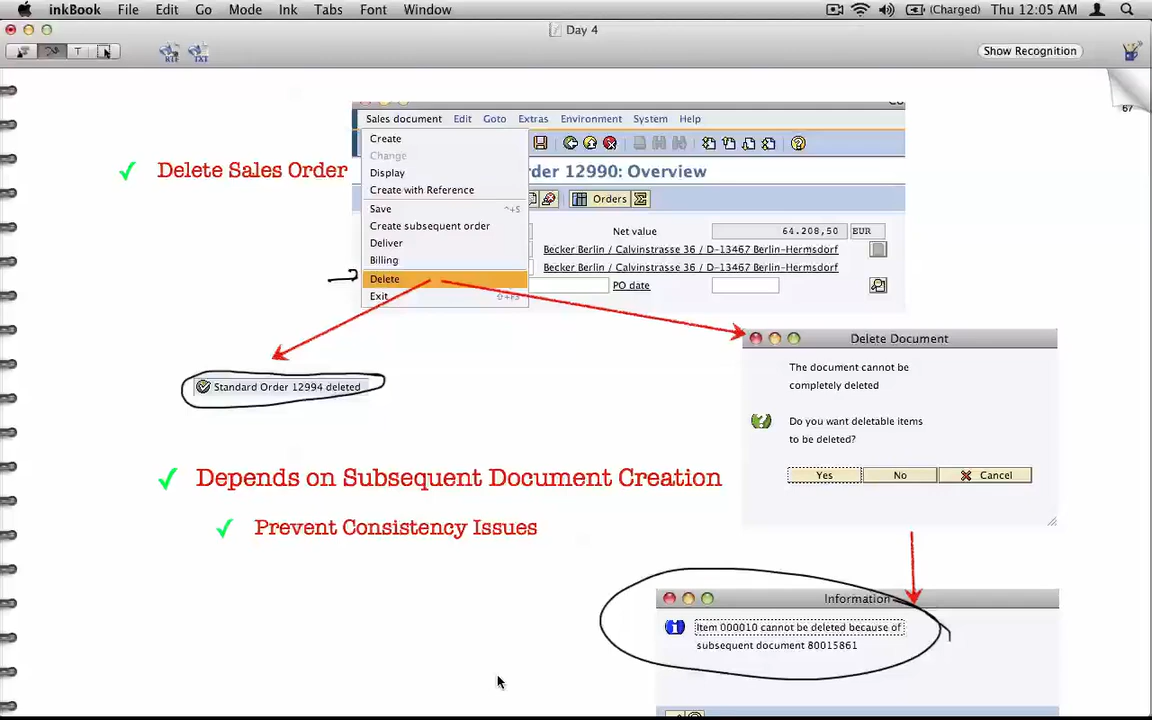 inkBook File Edit Go Mode Ink Tabs Font Window (Charged) Thu 12:05 AM
Day 4
T RTF TXT Show Recognition
67
Sales document Edit Goto Extras Environment System Help
Create
Change
Delete Sales Order
Display
rder 12990: Overview
Create with Reference
Save
Orders
Create subsequent order
Net value 64.208,50 EUR
Deliver
Becker Berlin / Calvinstrasse 36 / D-13467 Berlin-Hermsdorf
Billing
Becker Berlin / Calvinstrasse 36 / D-13467 Berlin-Hermsdorf
Delete
PO date
Exit
Delete Document
The document cannot be
completely deleted
Standard Order 12994 deleted
Do you want deletable items
to be deleted?
Yes No Cancel
Depends on Subsequent Document Creation
Prevent Consistency Issues
Information
Item 000010 cannot be deleted because of
subsequent document 80015861